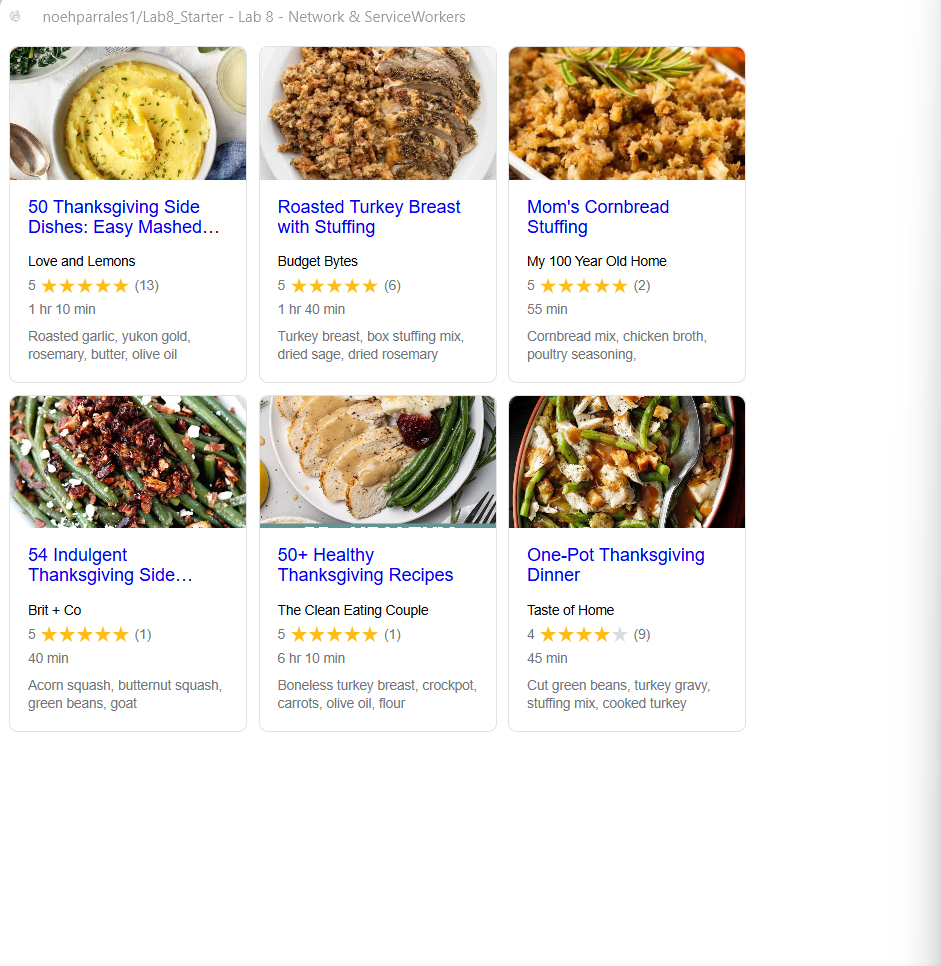 noehparrales1/Lab8_Starter - Lab 8 - Network & ServiceWorkers
50 Thanksgiving Side
Dishes: Easy Mashed…
Love and Lemons
5 ★★★★★ (13)
1 hr 10 min
Roasted garlic, yukon gold,
rosemary, butter, olive oil
Roasted Turkey Breast
with Stuffing
Budget Bytes
5 ★★★★★ (6)
1 hr 40 min
Turkey breast, box stuffing mix,
dried sage, dried rosemary
Mom's Cornbread
Stuffing
My 100 Year Old Home
5 ★★★★★ (2)
55 min
Cornbread mix, chicken broth,
poultry seasoning,
54 Indulgent
Thanksgiving Side…
Brit + Co
5 ★★★★★ (1)
40 min
Acorn squash, butternut squash,
green beans, goat
50+ Healthy
Thanksgiving Recipes
The Clean Eating Couple
5 ★★★★★ (1)
6 hr 10 min
Boneless turkey breast, crockpot,
carrots, olive oil, flour
One-Pot Thanksgiving
Dinner
Taste of Home
4 ★★★★★ (9)
45 min
Cut green beans, turkey gravy,
stuffing mix, cooked turkey